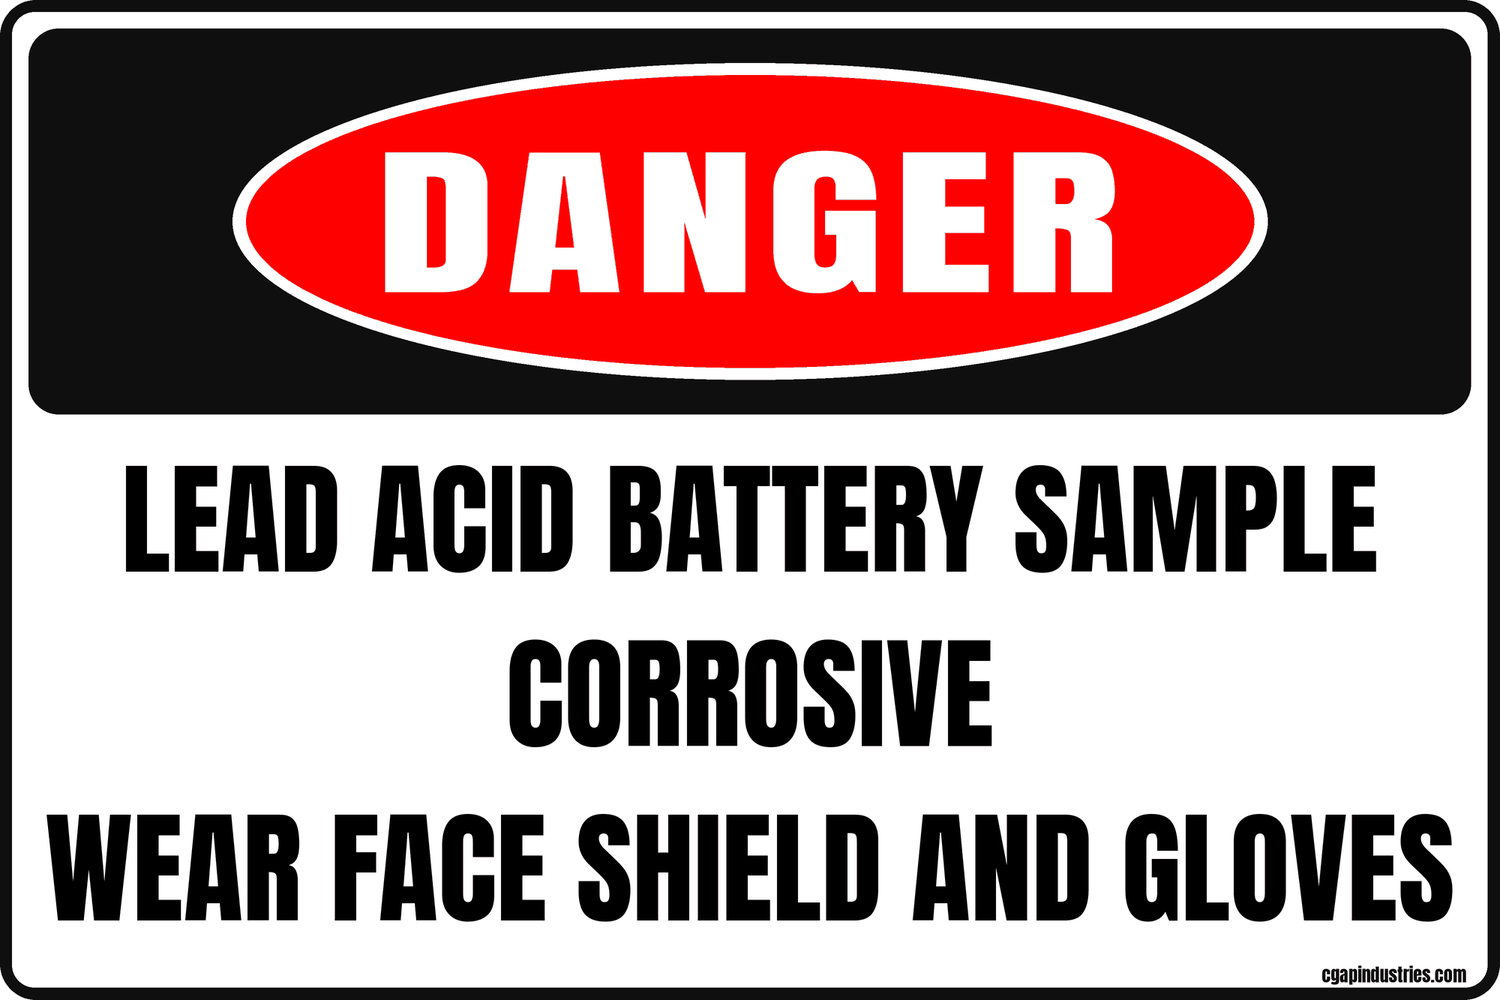 DANGER
LEAD ACID BATTERY SAMPLE
CORROSIVE
WEAR FACE SHIELD AND GLOVES
cgapindustries.com